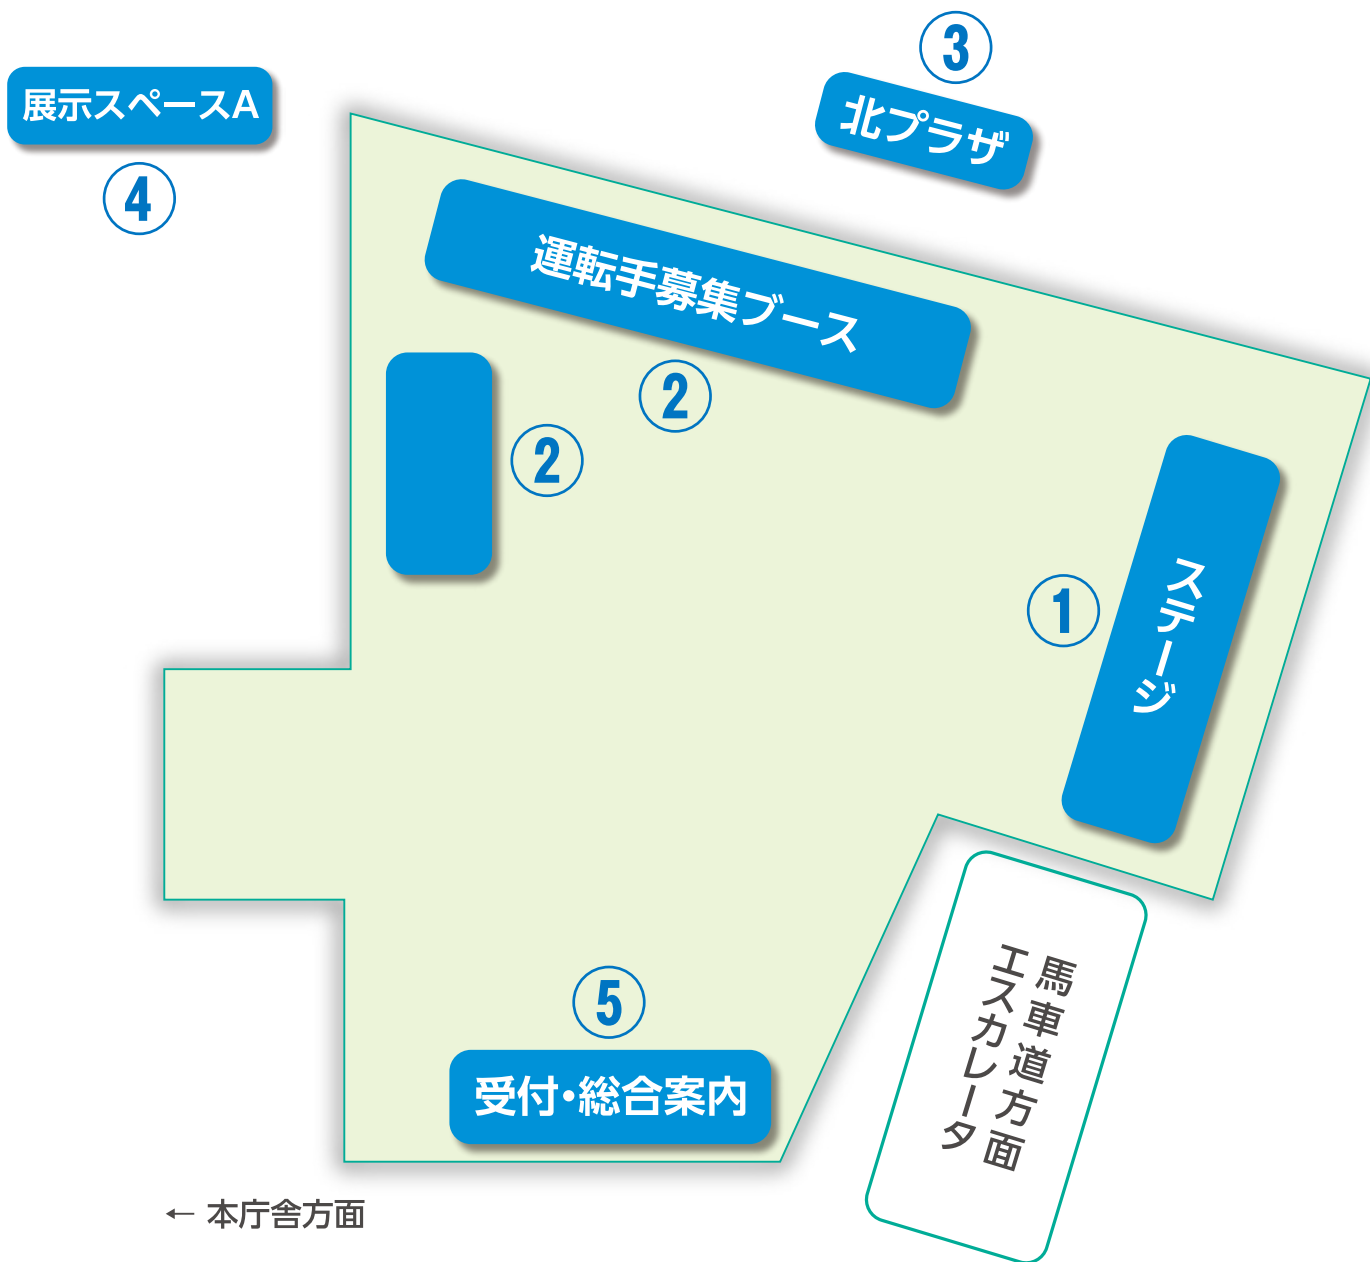 ③
北プラザ
展示スペースA
④
運転手募集ブース
②
②
①
ステージ
馬車道方面
エスカレータ
⑤
受付・総合案内
← 本庁舎方面